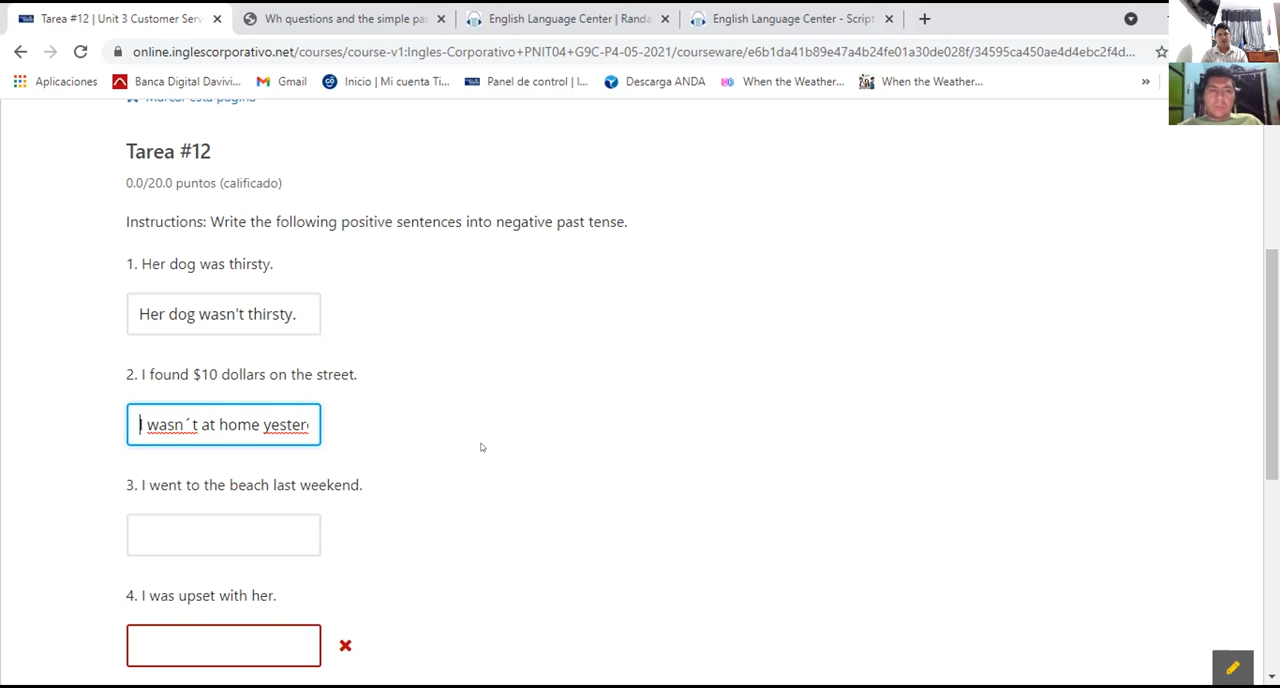 Tarea #12 | Unit 3 Customer Serv
Wh questions and the simple pas
English Language Center | Randa
English Language Center - Script
online.inglescorporativo.net/courses/course-v1:Ingles-Corporativo+PNIT04+G9C-P4-05-2021/courseware/e6b1da41b89e47a4b24fe01a30de028f/34595ca450ae4d4ebc2f4d...
Aplicaciones
Banca Digital Davivi...
Gmail
Inicio | Mi cuenta Ti...
Panel de control | I...
Descarga ANDA
When the Weather...
When the Weather...
»
Marcar esta página
Tarea #12
0.0/20.0 puntos (calificado)
Instructions: Write the following positive sentences into negative past tense.
1. Her dog was thirsty.
Her dog wasn't thirsty.
2. I found $10 dollars on the street.
I wasn´t at home yester
3. I went to the beach last weekend.
4. I was upset with her.